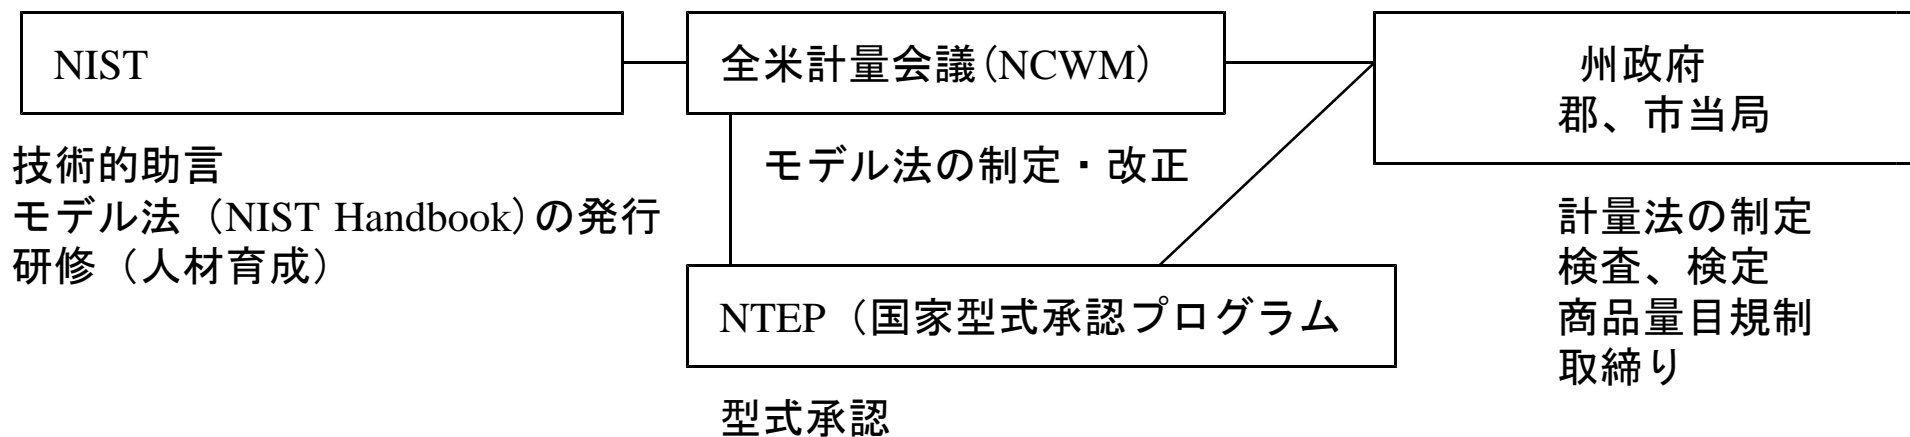 NIST
全米計量会議(NCWM)
州政府
郡、市当局
技術的助言
モデル法（NIST Handbook)の発行
研修（人材育成）
モデル法の制定・改正
計量法の制定
検査、検定
商品量目規制
取締り
NTEP（国家型式承認プログラム
型式承認